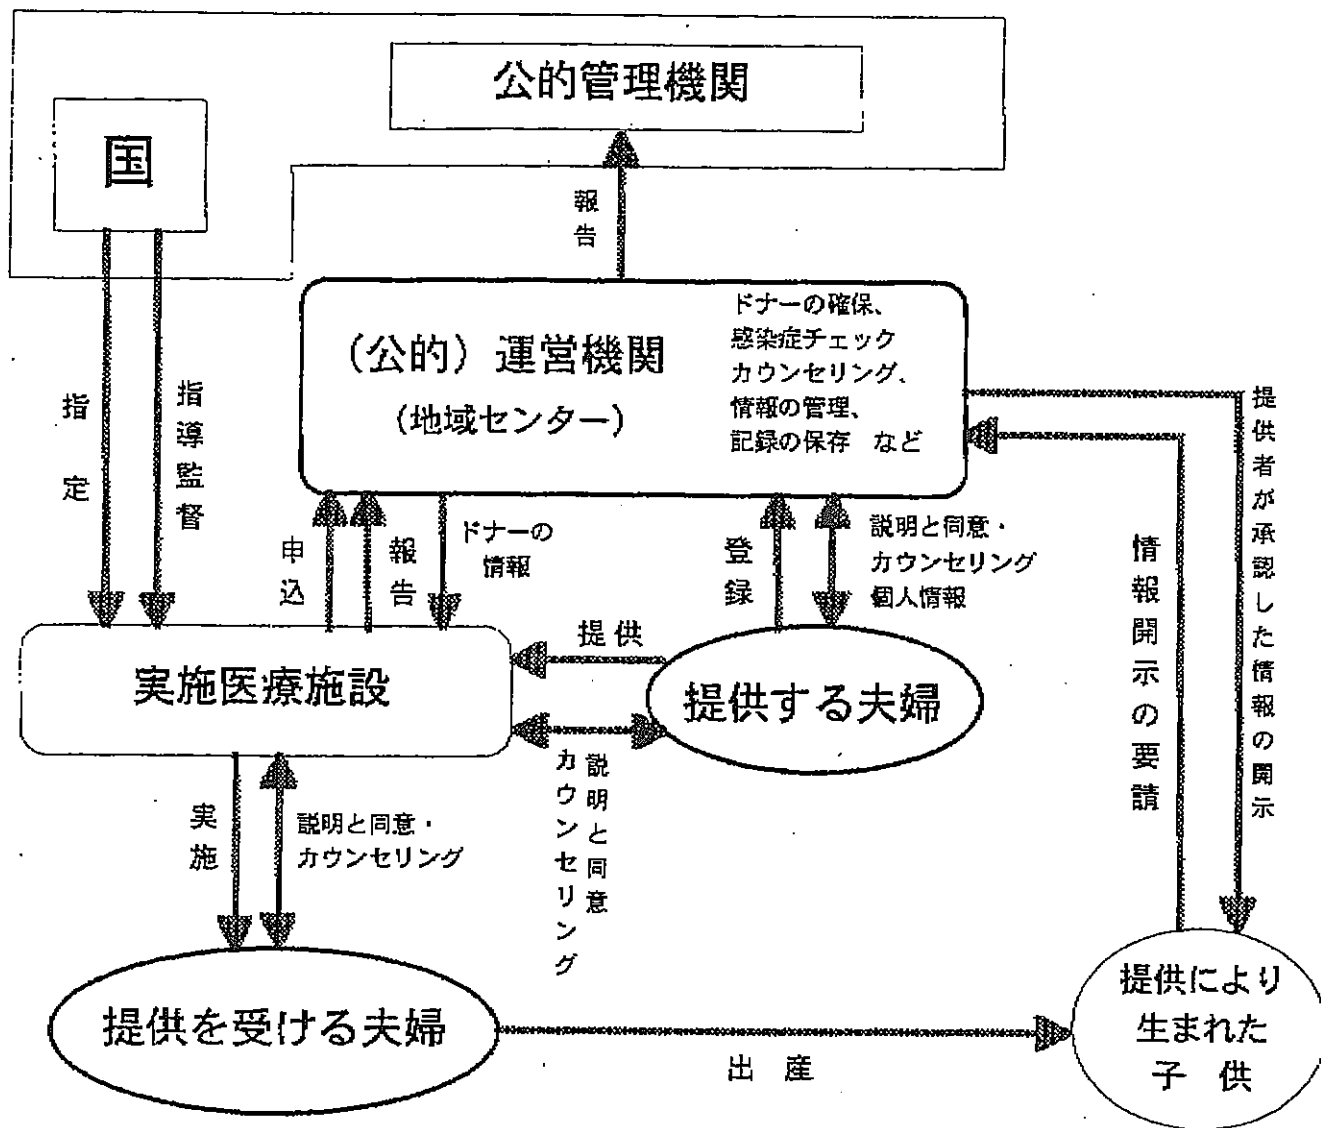 公的管理機関
国
報告
(公的)運営機関
(地域センター)
ドナーの確保、
感染症チェック
カウンセリング、
情報の管理、
記録の保存 など
指定
指導監督
申込
報告
ドナーの
情報
登録
説明と同意・
カウンセリング
個人情報
情報開示の要請
提供者が承認した情報の開示
提供
実施医療施設
提供する夫婦
説明と同意
カウンセリング
実施
説明と同意・
カウンセリング
提供を受ける夫婦
出産
提供により
生まれた
子供